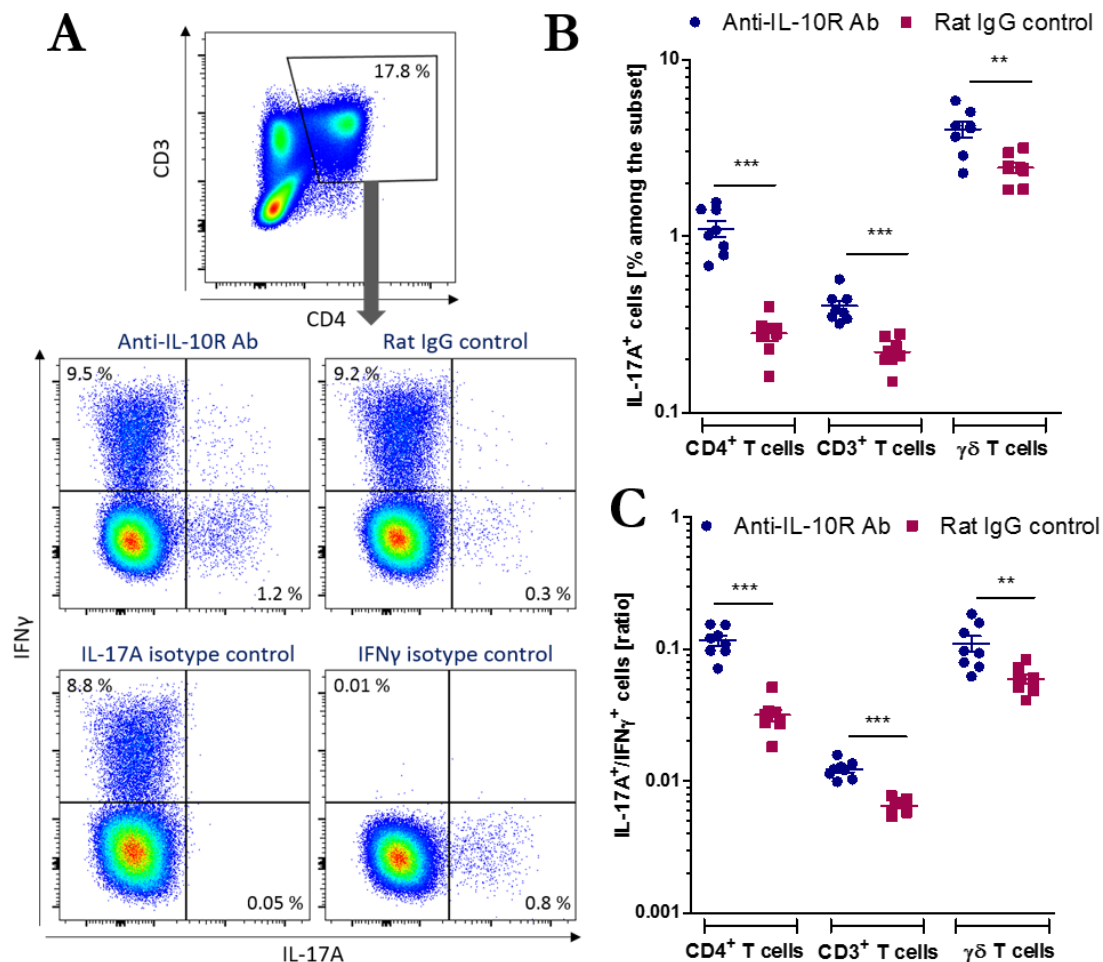 A
CD3
17.8 %
CD4
Anti-IL-10R Ab
Rat IgG control
9.5 %
9.2 %
1.2 %
0.3 %
IL-17A isotype control
IFNγ isotype control
8.8 %
0.01 %
0.05 %
0.8 %
IFNγ
IL-17A
B
Anti-IL-10R Ab
Rat IgG control
IL-17A⁺ cells [% among the subset]
10
1
0.1
***
***
**
CD4⁺ T cells
CD3⁺ T cells
γδ T cells
C
Anti-IL-10R Ab
Rat IgG control
IL-17A⁺/IFNγ⁺ cells [ratio]
1
0.1
0.01
0.001
***
***
**
CD4⁺ T cells
CD3⁺ T cells
γδ T cells